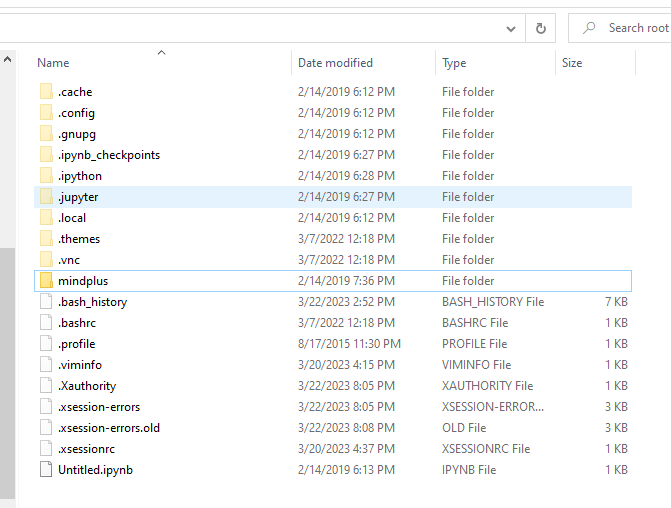 Search root
Name Date modified Type Size
.cache 2/14/2019 6:12 PM File folder
.config 2/14/2019 6:12 PM File folder
.gnupg 2/14/2019 6:12 PM File folder
.ipynb_checkpoints 2/14/2019 6:27 PM File folder
.ipython 2/14/2019 6:28 PM File folder
.jupyter 2/14/2019 6:27 PM File folder
.local 2/14/2019 6:12 PM File folder
.themes 3/7/2022 12:18 PM File folder
.vnc 3/7/2022 12:18 PM File folder
mindplus 2/14/2019 7:36 PM File folder
.bash_history 3/22/2023 2:52 PM BASH_HISTORY File 7 KB
.bashrc 3/7/2022 12:18 PM BASHRC File 1 KB
.profile 8/17/2015 11:30 PM PROFILE File 1 KB
.viminfo 3/20/2023 4:15 PM VIMINFO File 1 KB
.Xauthority 3/22/2023 8:05 PM XAUTHORITY File 1 KB
.xsession-errors 3/22/2023 8:05 PM XSESSION-ERROR... 3 KB
.xsession-errors.old 3/22/2023 8:08 PM OLD File 3 KB
.xsessionrc 3/20/2023 4:37 PM XSESSIONRC File 1 KB
Untitled.ipynb 2/14/2019 6:13 PM IPYNB File 1 KB